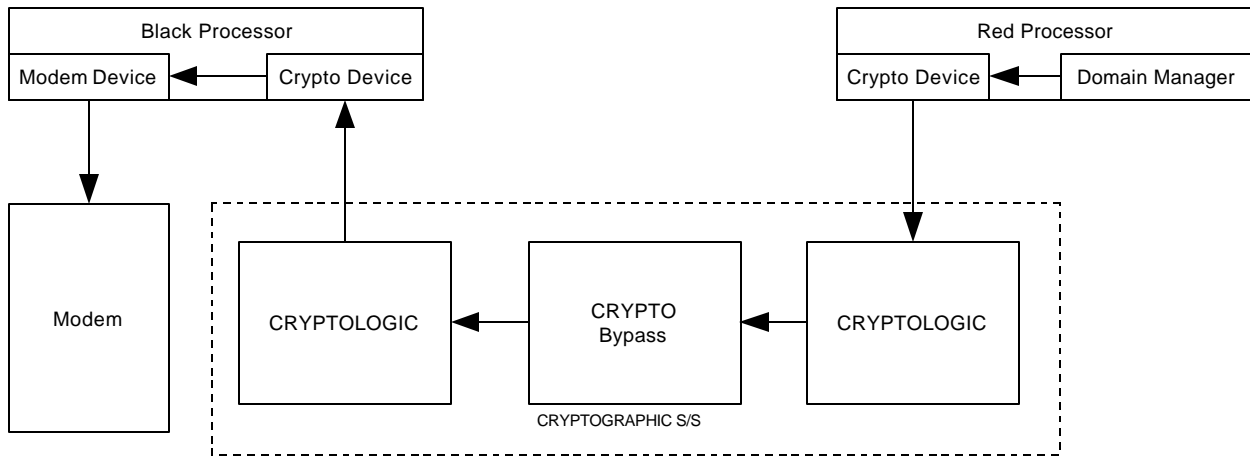 Black Processor
Modem Device
Crypto Device
Red Processor
Crypto Device
Domain Manager
Modem
CRYPTOLOGIC
CRYPTO
Bypass
CRYPTOLOGIC
CRYPTOGRAPHIC S/S